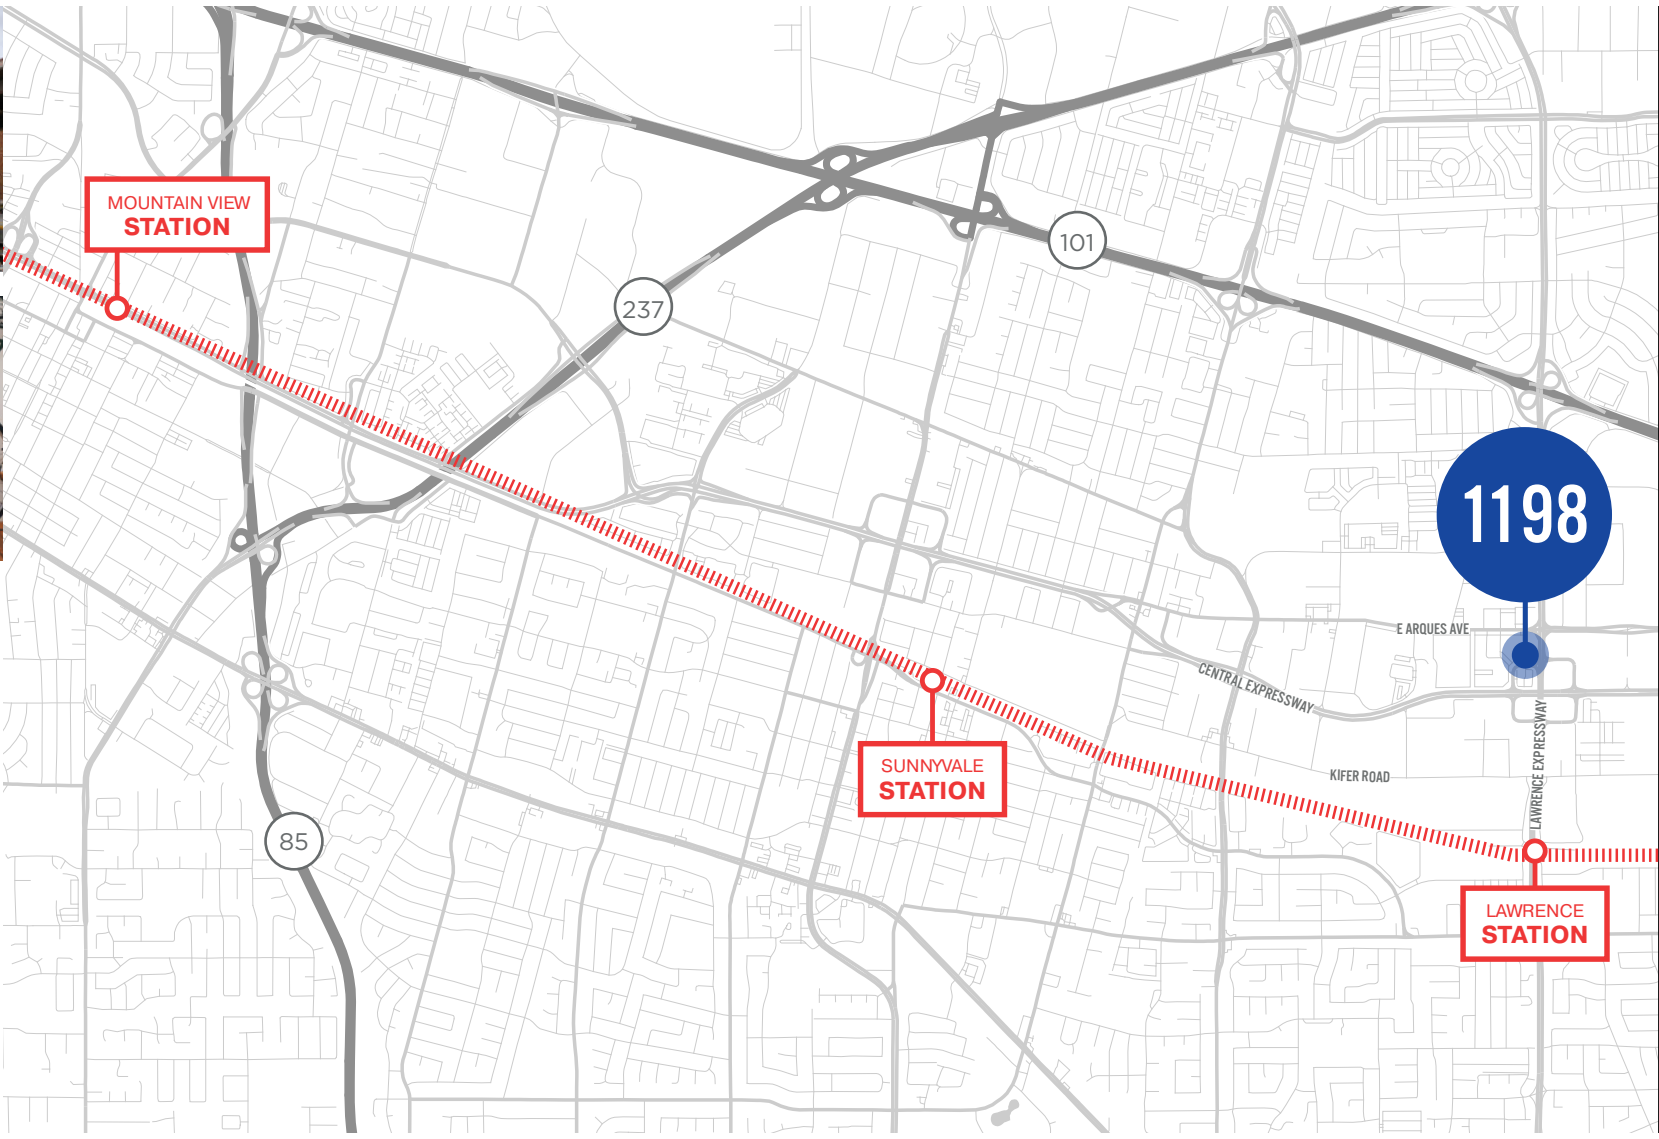 MOUNTAIN VIEW
STATION
101
237
1198
E ARQUES AVE
CENTRAL EXPRESSWAY
LAWRENCE EXPRESSWAY
SUNNYVALE
STATION
KIFER ROAD
85
LAWRENCE
STATION